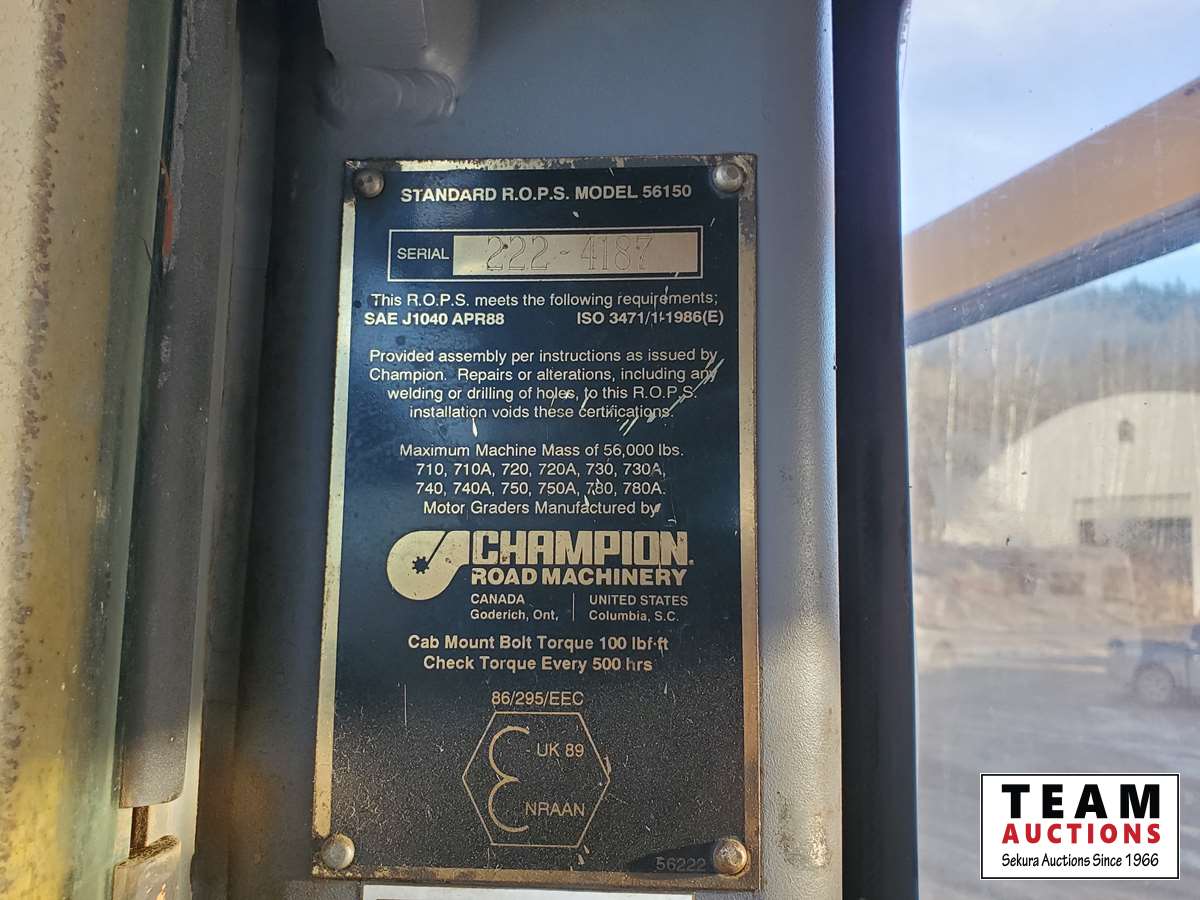 STANDARD R.O.P.S. MODEL 56150
SERIAL 222-4187
This R.O.P.S. meets the following requirements;
SAE J1040 APR88 ISO 3471/1-1986(E)
Provided assembly per instructions as issued by
Champion. Repairs or alterations, including any
welding or drilling of holes, to this R.O.P.S.
installation voids these certifications.
Maximum Machine Mass of 56,000 lbs.
710, 710A, 720, 720A, 730, 730A,
740, 740A, 750, 750A, 780, 780A.
Motor Graders Manufactured by
CHAMPION
ROAD MACHINERY
CANADA UNITED STATES
Goderich, Ont. Columbia, S.C.
Cab Mount Bolt Torque 100 lbf·ft
Check Torque Every 500 hrs
86/295/EEC
UK 89
NRAAN
56222
TEAM
AUCTIONS
Sekura Auctions Since 1966